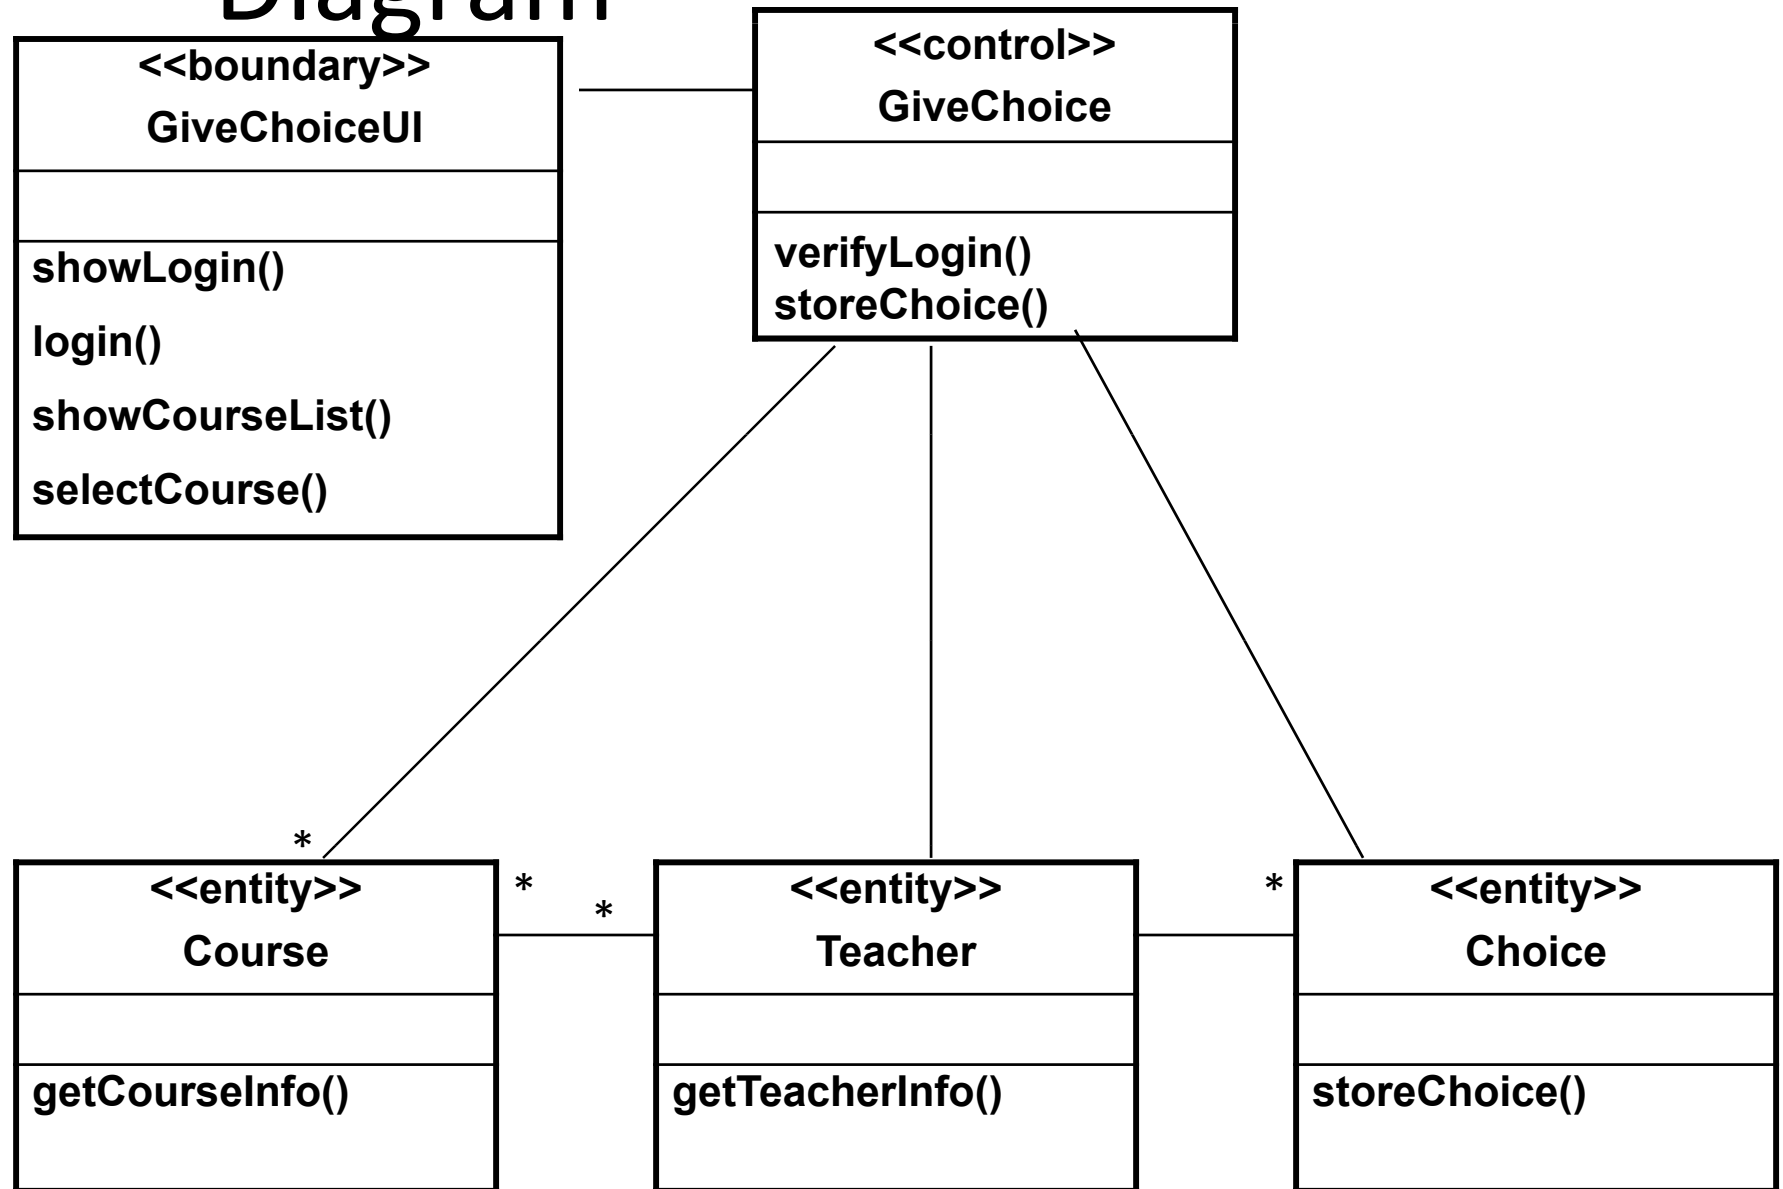 Diagram
<<boundary>>
GiveChoiceUI
showLogin()
login()
showCourseList()
selectCourse()
<<control>>
GiveChoice
verifyLogin()
storeChoice()
*
<<entity>>
Course
getCourseInfo()
*
*
<<entity>>
Teacher
getTeacherInfo()
*
<<entity>>
Choice
storeChoice()